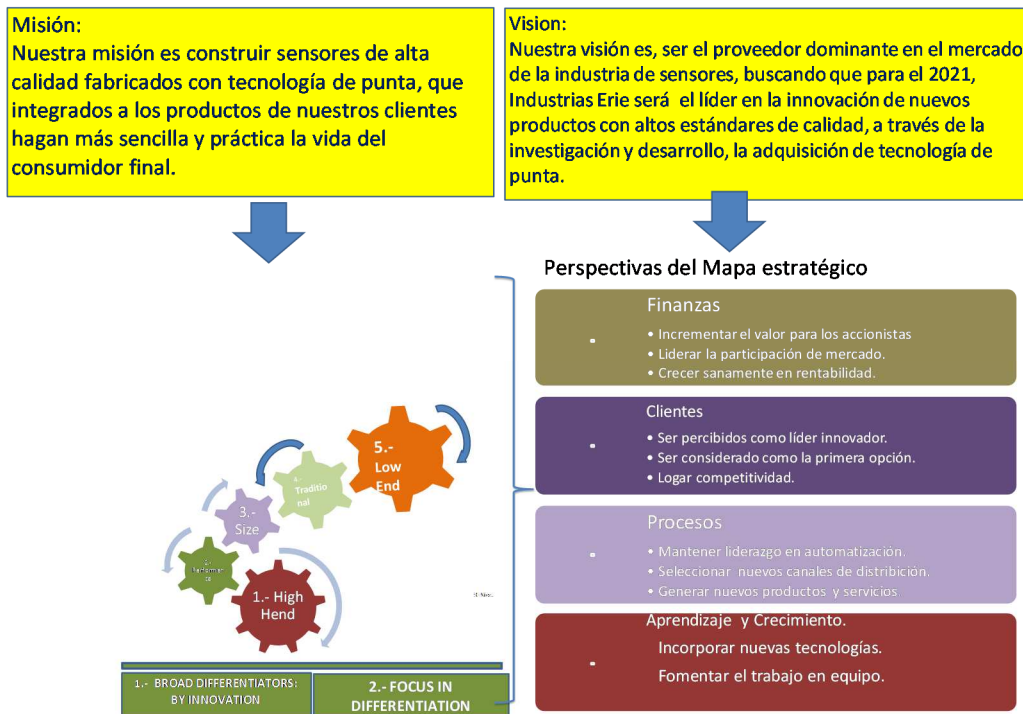 Misión:
Nuestra misión es construir sensores de alta
calidad fabricados con tecnología de punta, que
integrados a los productos de nuestros clientes
hagan más sencilla y práctica la vida del
consumidor final.
Vision:
Nuestra visión es, ser el proveedor dominante en el mercado
de la industria de sensores, buscando que para el 2021,
Industrias Erie será el líder en la innovación de nuevos
productos con altos estándares de calidad, a través de la
investigación y desarrollo, la adquisición de tecnología de
punta.
Perspectivas del Mapa estratégico
Finanzas
• Incrementar el valor para los accionistas
• Liderar la participación de mercado.
• Crecer sanamente en rentabilidad.
Clientes
• Ser percibidos como líder innovador.
• Ser considerado como la primera opción.
• Logar competitividad.
Procesos
• Mantener liderazgo en automatización.
• Seleccionar nuevos canales de distribición.
• Generar nuevos productos y servicios
Aprendizaje y Crecimiento.
Incorporar nuevas tecnologías.
Fomentar el trabajo en equipo.
5.-
Low
End
4.-
Traditio
nal
3.-
Size
1.- High
Hend
1.- BROAD DIFFERENTIATORS:
BY INNOVATION
2.- FOCUS IN
DIFFERENTIATION